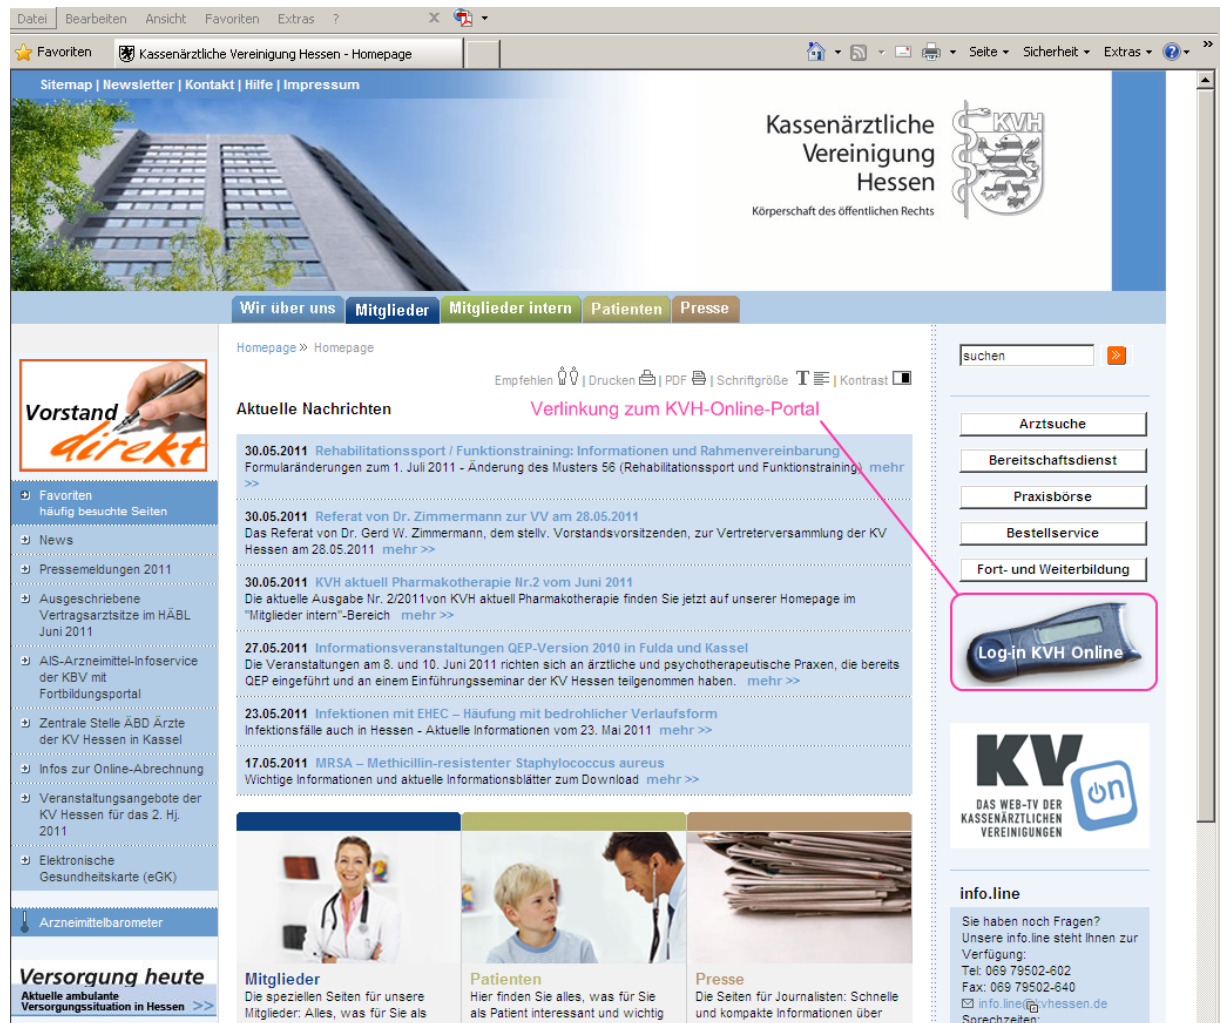 Datei Bearbeiten Ansicht Favoriten Extras ? X
Favoriten Kassenärztliche Vereinigung Hessen - Homepage Seite Sicherheit Extras ? »
Sitemap | Newsletter | Kontakt | Hilfe | Impressum
Kassenärztliche
Vereinigung
Hessen
Körperschaft des öffentlichen Rechts
KVH
Wir über uns Mitglieder Mitglieder intern Patienten Presse
Homepage » Homepage
suchen
Empfehlen | Drucken | PDF | Schriftgröße T | Kontrast
Vorstand
direkt
Favoriten
häufig besuchte Seiten
News
Pressemeldungen 2011
Ausgeschriebene
Vertragsarztsitze im HÄBL
Juni 2011
AIS-Arzneimittel-Infoservice
der KBV mit
Fortbildungsportal
Zentrale Stelle ÄBD Ärzte
der KV Hessen in Kassel
Infos zur Online-Abrechnung
Veranstaltungsangebote der
KV Hessen für das 2. Hj.
2011
Elektronische
Gesundheitskarte (eGK)
Arzneimittelbarometer
Versorgung heute
Aktuelle ambulante
Versorgungssituation in Hessen >>
Aktuelle Nachrichten
Verlinkung zum KVH-Online-Portal
30.05.2011 Rehabilitationssport / Funktionstraining: Informationen und Rahmenvereinbarung
Formularänderungen zum 1. Juli 2011 - Änderung des Musters 56 (Rehabilitationssport und Funktionstraining) mehr
>>
30.05.2011 Referat von Dr. Zimmermann zur VV am 28.05.2011
Das Referat von Dr. Gerd W. Zimmermann, dem stellv. Vorstandsvorsitzenden, zur Vertreterversammlung der KV
Hessen am 28.05.2011 mehr >>
30.05.2011 KVH aktuell Pharmakotherapie Nr.2 vom Juni 2011
Die aktuelle Ausgabe Nr. 2/2011von KVH aktuell Pharmakotherapie finden Sie jetzt auf unserer Homepage im
"Mitglieder intern"-Bereich mehr >>
27.05.2011 Informationsveranstaltungen QEP-Version 2010 in Fulda und Kassel
Die Veranstaltungen am 8. und 10. Juni 2011 richten sich an ärztliche und psychotherapeutische Praxen, die bereits
QEP eingeführt und an einem Einführungsseminar der KV Hessen teilgenommen haben. mehr >>
23.05.2011 Infektionen mit EHEC – Häufung mit bedrohlicher Verlaufsform
Infektionsfälle auch in Hessen - Aktuelle Informationen vom 23. Mai 2011 mehr >>
17.05.2011 MRSA – Methicillin-resistenter Staphylococcus aureus
Wichtige Informationen und aktuelle Informationsblätter zum Download mehr >>
Mitglieder
Die speziellen Seiten für unsere
Mitglieder: Alles, was für Sie als
Patienten
Hier finden Sie alles, was für Sie
als Patient interessant und wichtig
Presse
Die Seiten für Journalisten: Schnelle
und kompakte Informationen über
Arztsuche
Bereitschaftsdienst
Praxisbörse
Bestellservice
Fort- und Weiterbildung
Log-in KVH Online
KV on
DAS WEB-TV DER
KASSENÄRZTLICHEN
VEREINIGUNGEN
info.line
Sie haben noch Fragen?
Unsere info.line steht Ihnen zur
Verfügung:
Tel: 069 79502-602
Fax: 069 79502-640
info.line@kvhessen.de
Sprechzeiten: